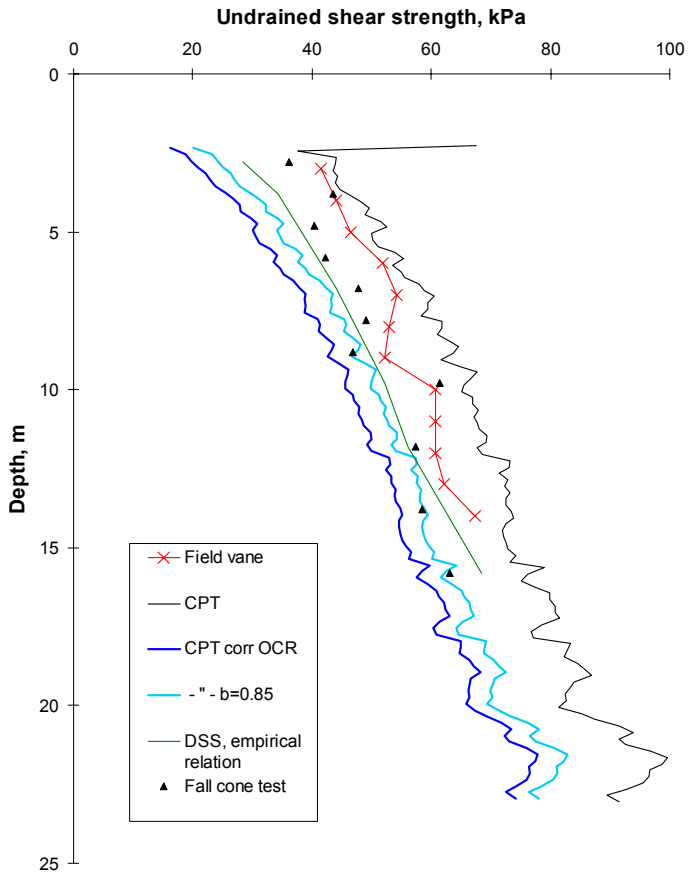 Undrained shear strength, kPa
0 20 40 60 80 100
0
5
10
15
20
25
Depth, m
Field vane
CPT
CPT corr OCR
- " - b=0.85
DSS, empirical
relation
Fall cone test